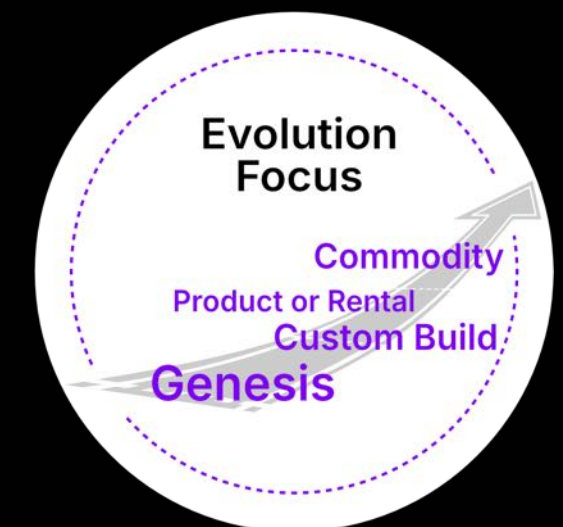 Evolution
Focus
Commodity
Product or Rental
Custom Build
Genesis